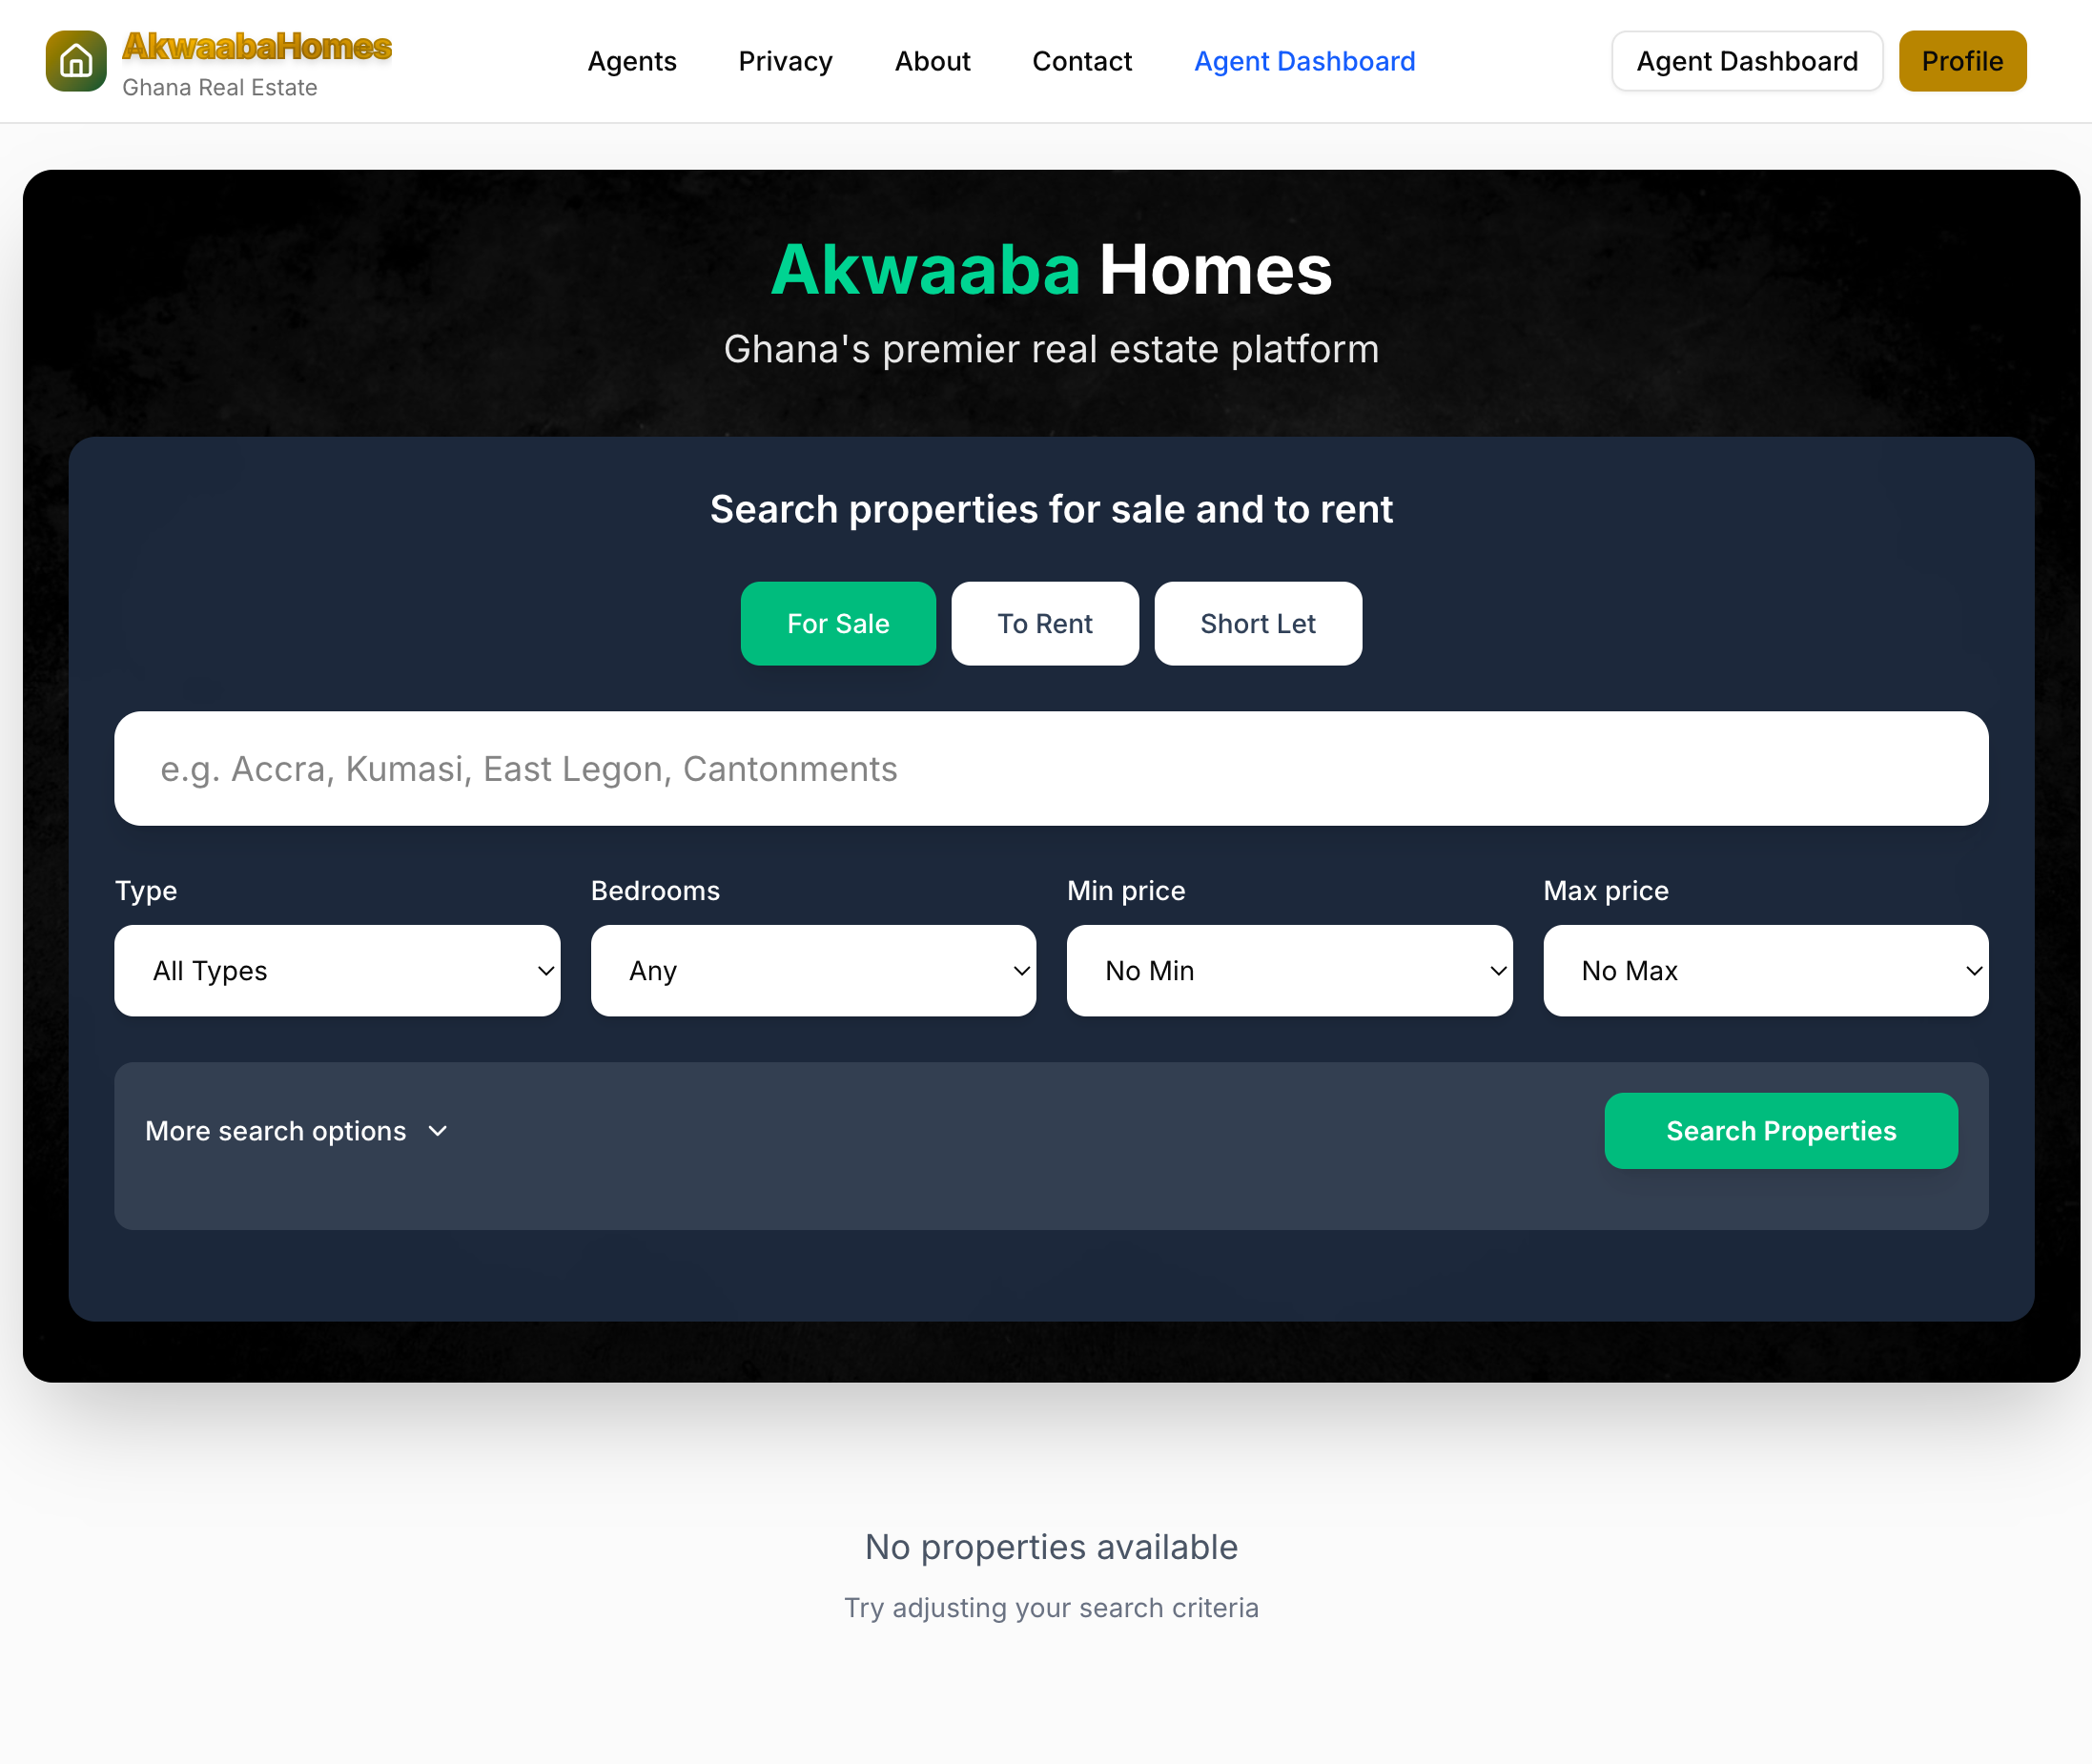 AkwaabaHomes
Ghana Real Estate
Agents Privacy About Contact Agent Dashboard Agent Dashboard Profile
Akwaaba Homes
Ghana's premier real estate platform
Search properties for sale and to rent
For Sale To Rent Short Let
e.g. Accra, Kumasi, East Legon, Cantonments
Type Bedrooms Min price Max price
All Types Any No Min No Max
More search options Search Properties
No properties available
Try adjusting your search criteria